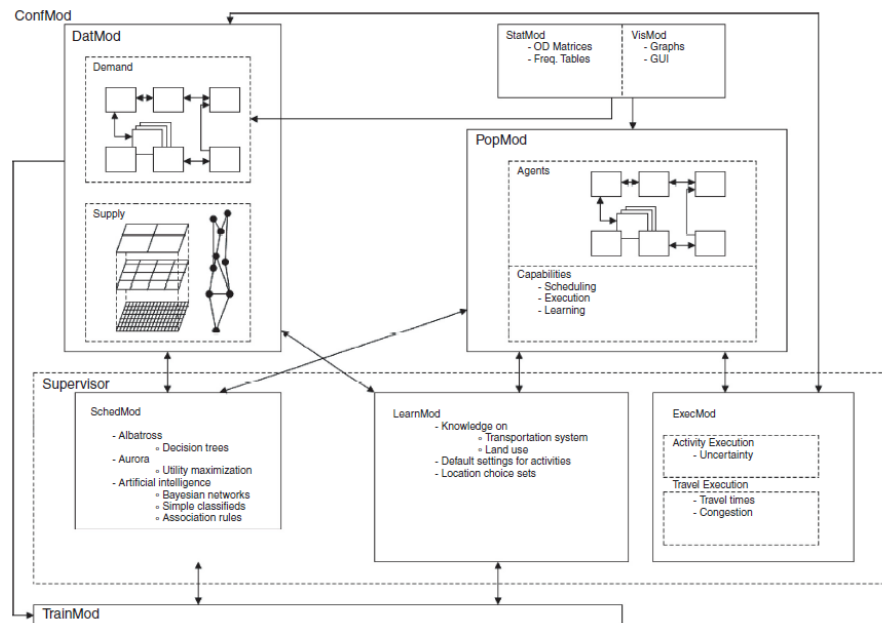 ConfMod
DatMod
Demand
Supply
StatMod
- OD Matrices
- Freq. Tables
VisMod
- Graphs
- GUI
PopMod
Agents
Capabilities
- Scheduling
- Execution
- Learning
Supervisor
SchedMod
- Albatross
Decision trees
- Aurora
Utility maximization
- Artificial intelligence
Bayesian networks
Simple classifieds
Association rules
LearnMod
- Knowledge on
Transportation system
Land use
- Default settings for activities
- Location choice sets
ExecMod
Activity Execution
- Uncertainty
Travel Execution
- Travel times
- Congestion
TrainMod